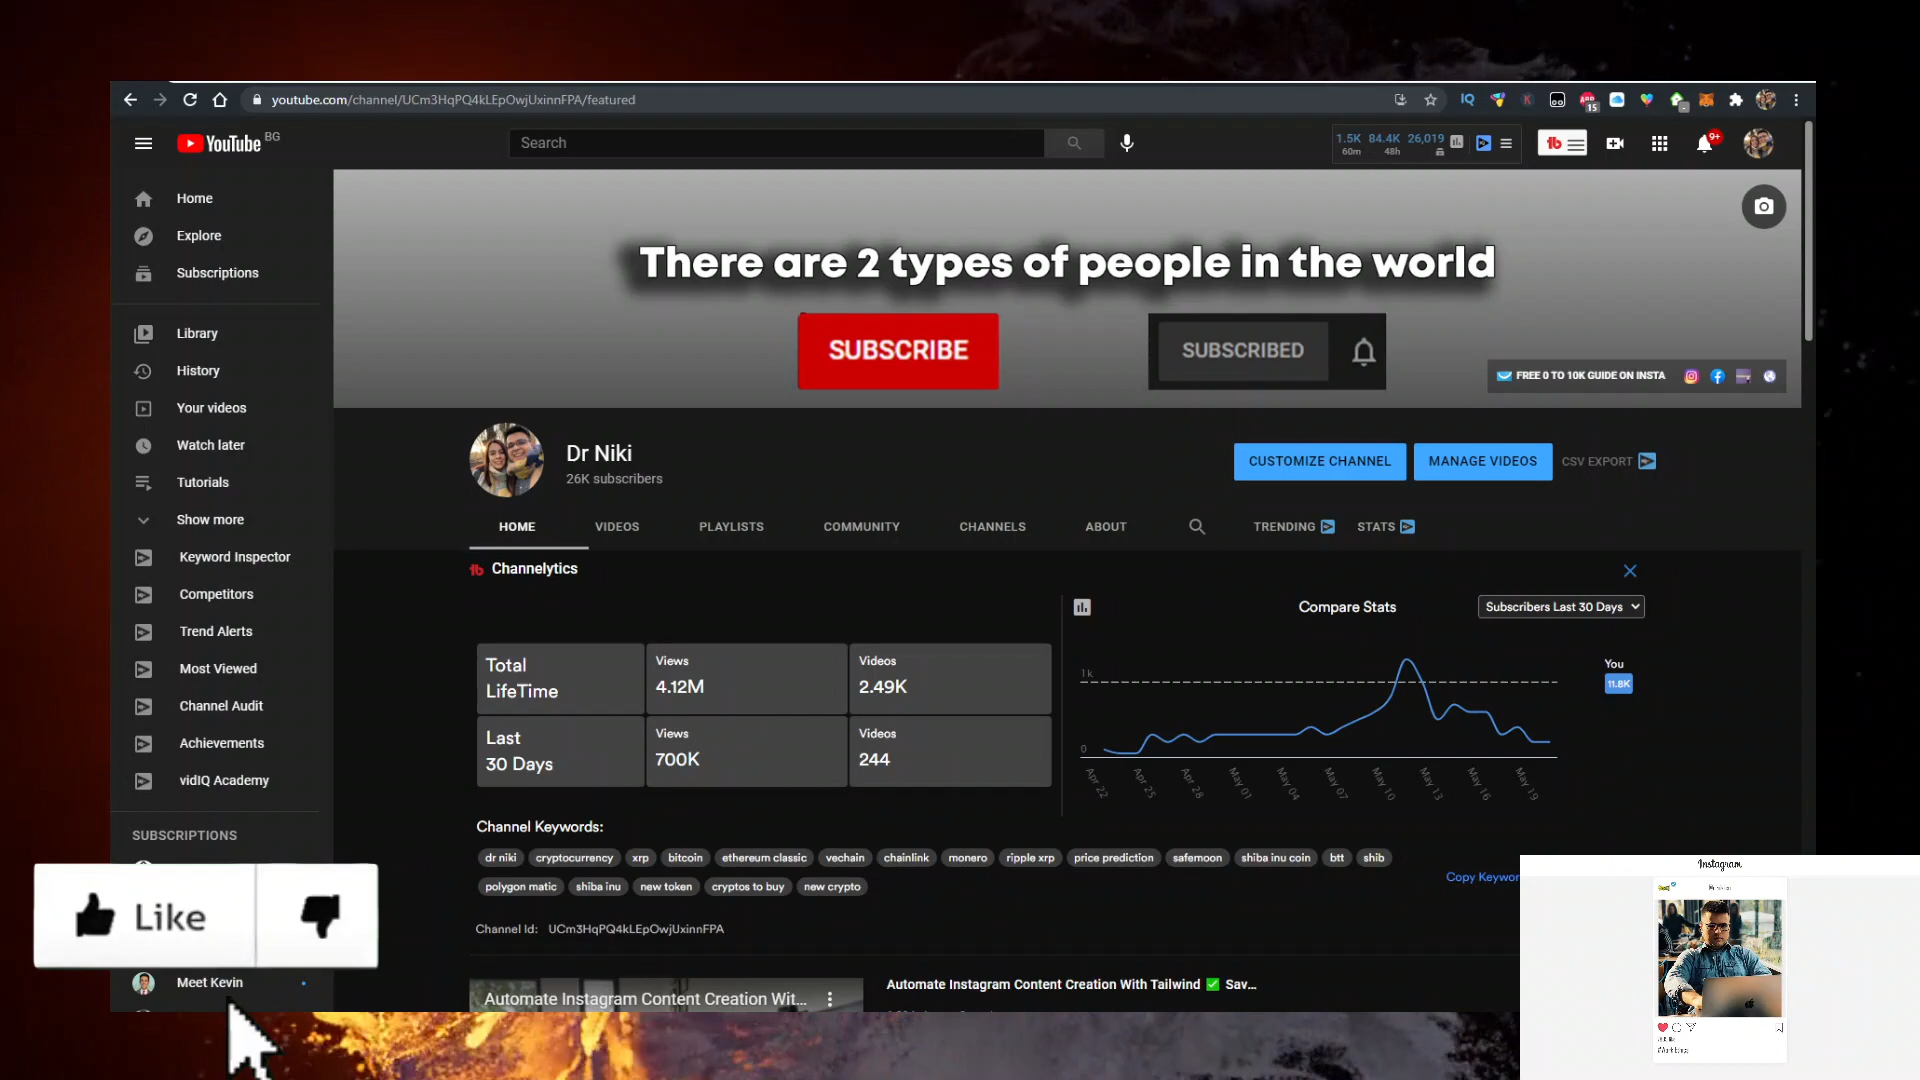 youtube.com/channel/UCm3HqPQ4kLEpOwjUxinnFPA/featured
IQ
15
YouTube BG
Search
1.5K 84.4K 26,019
60m 48h
9+
Home
Explore
Subscriptions
Library
History
Your videos
Watch later
Tutorials
Show more
Keyword Inspector
Competitors
Trend Alerts
Most Viewed
Channel Audit
Achievements
vidIQ Academy
SUBSCRIPTIONS
Meet Kevin
There are 2 types of people in the world
SUBSCRIBE
SUBSCRIBED
FREE 0 TO 10K GUIDE ON INSTA
Dr Niki
26K subscribers
CUSTOMIZE CHANNEL
MANAGE VIDEOS
CSV EXPORT
HOME VIDEOS PLAYLISTS COMMUNITY CHANNELS ABOUT TRENDING STATS
tb Channelytics
Total LifeTime
Views
4.12M
Videos
2.49K
Last 30 Days
Views
700K
Videos
244
Compare Stats
Subscribers Last 30 Days
1k
0
You
11.8K
Apr 22 Apr 25 Apr 28 May 01 May 04 May 07 May 10 May 13 May 16 May 19
Channel Keywords:
dr niki cryptocurrency xrp bitcoin ethereum classic vechain chainlink monero ripple xrp price prediction safemoon shiba inu coin btt shib
polygon matic shiba inu new token cryptos to buy new crypto
Copy Keywor
Channel Id: UCm3HqPQ4kLEpOwjUxinnFPA
Automate Instagram Content Creation Wit...
Automate Instagram Content Creation With Tailwind ✅ Sav...
Like
Instagram